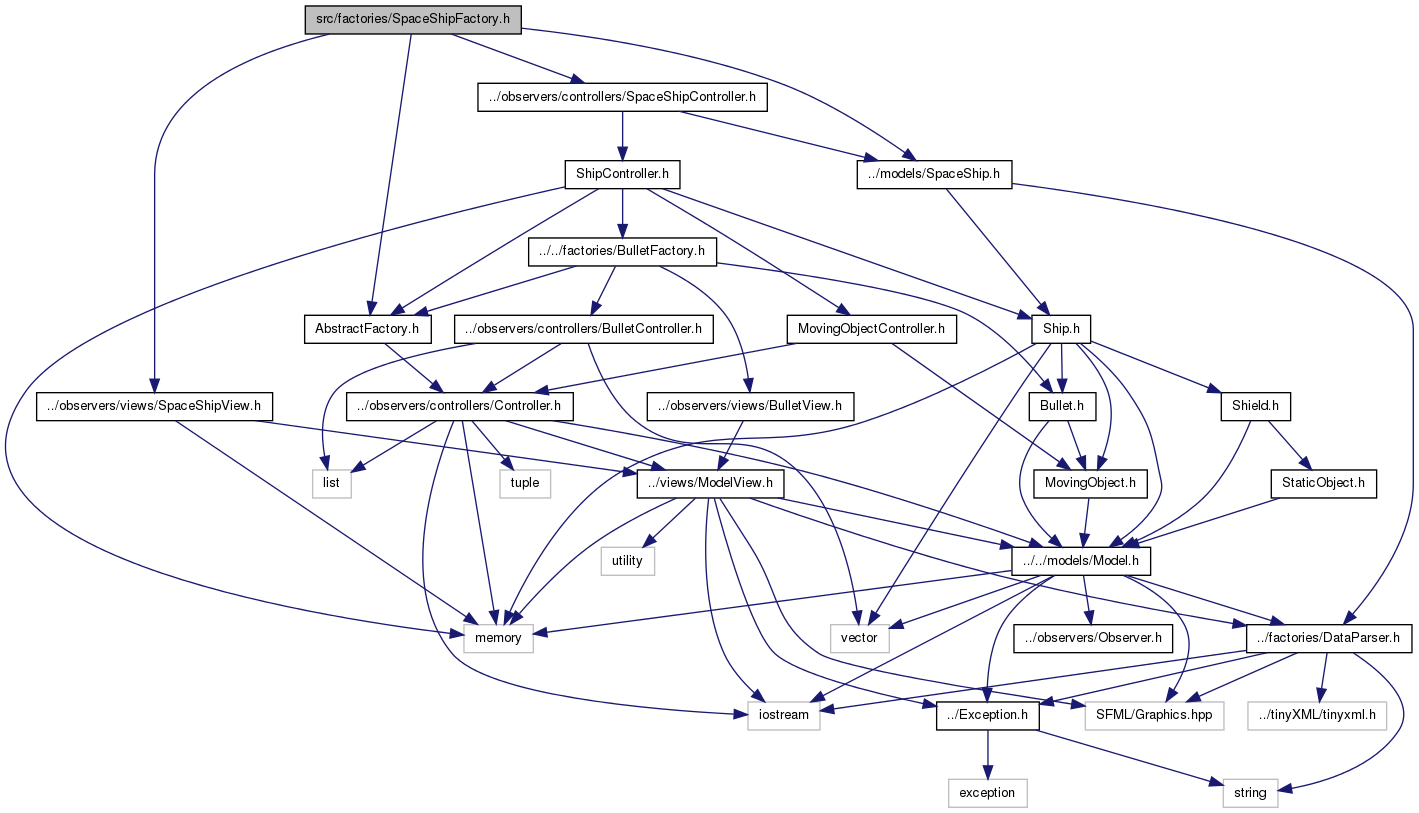 src/factories/SpaceShipFactory.h
../observers/controllers/SpaceShipController.h
ShipController.h
../models/SpaceShip.h
../../factories/BulletFactory.h
AbstractFactory.h
../observers/controllers/BulletController.h
MovingObjectController.h
Ship.h
../observers/views/SpaceShipView.h
../observers/controllers/Controller.h
../observers/views/BulletView.h
Bullet.h
Shield.h
list
tuple
../views/ModelView.h
MovingObject.h
StaticObject.h
utility
../../models/Model.h
memory
vector
../observers/Observer.h
../factories/DataParser.h
iostream
../Exception.h
SFML/Graphics.hpp
../tinyXML/tinyxml.h
exception
string